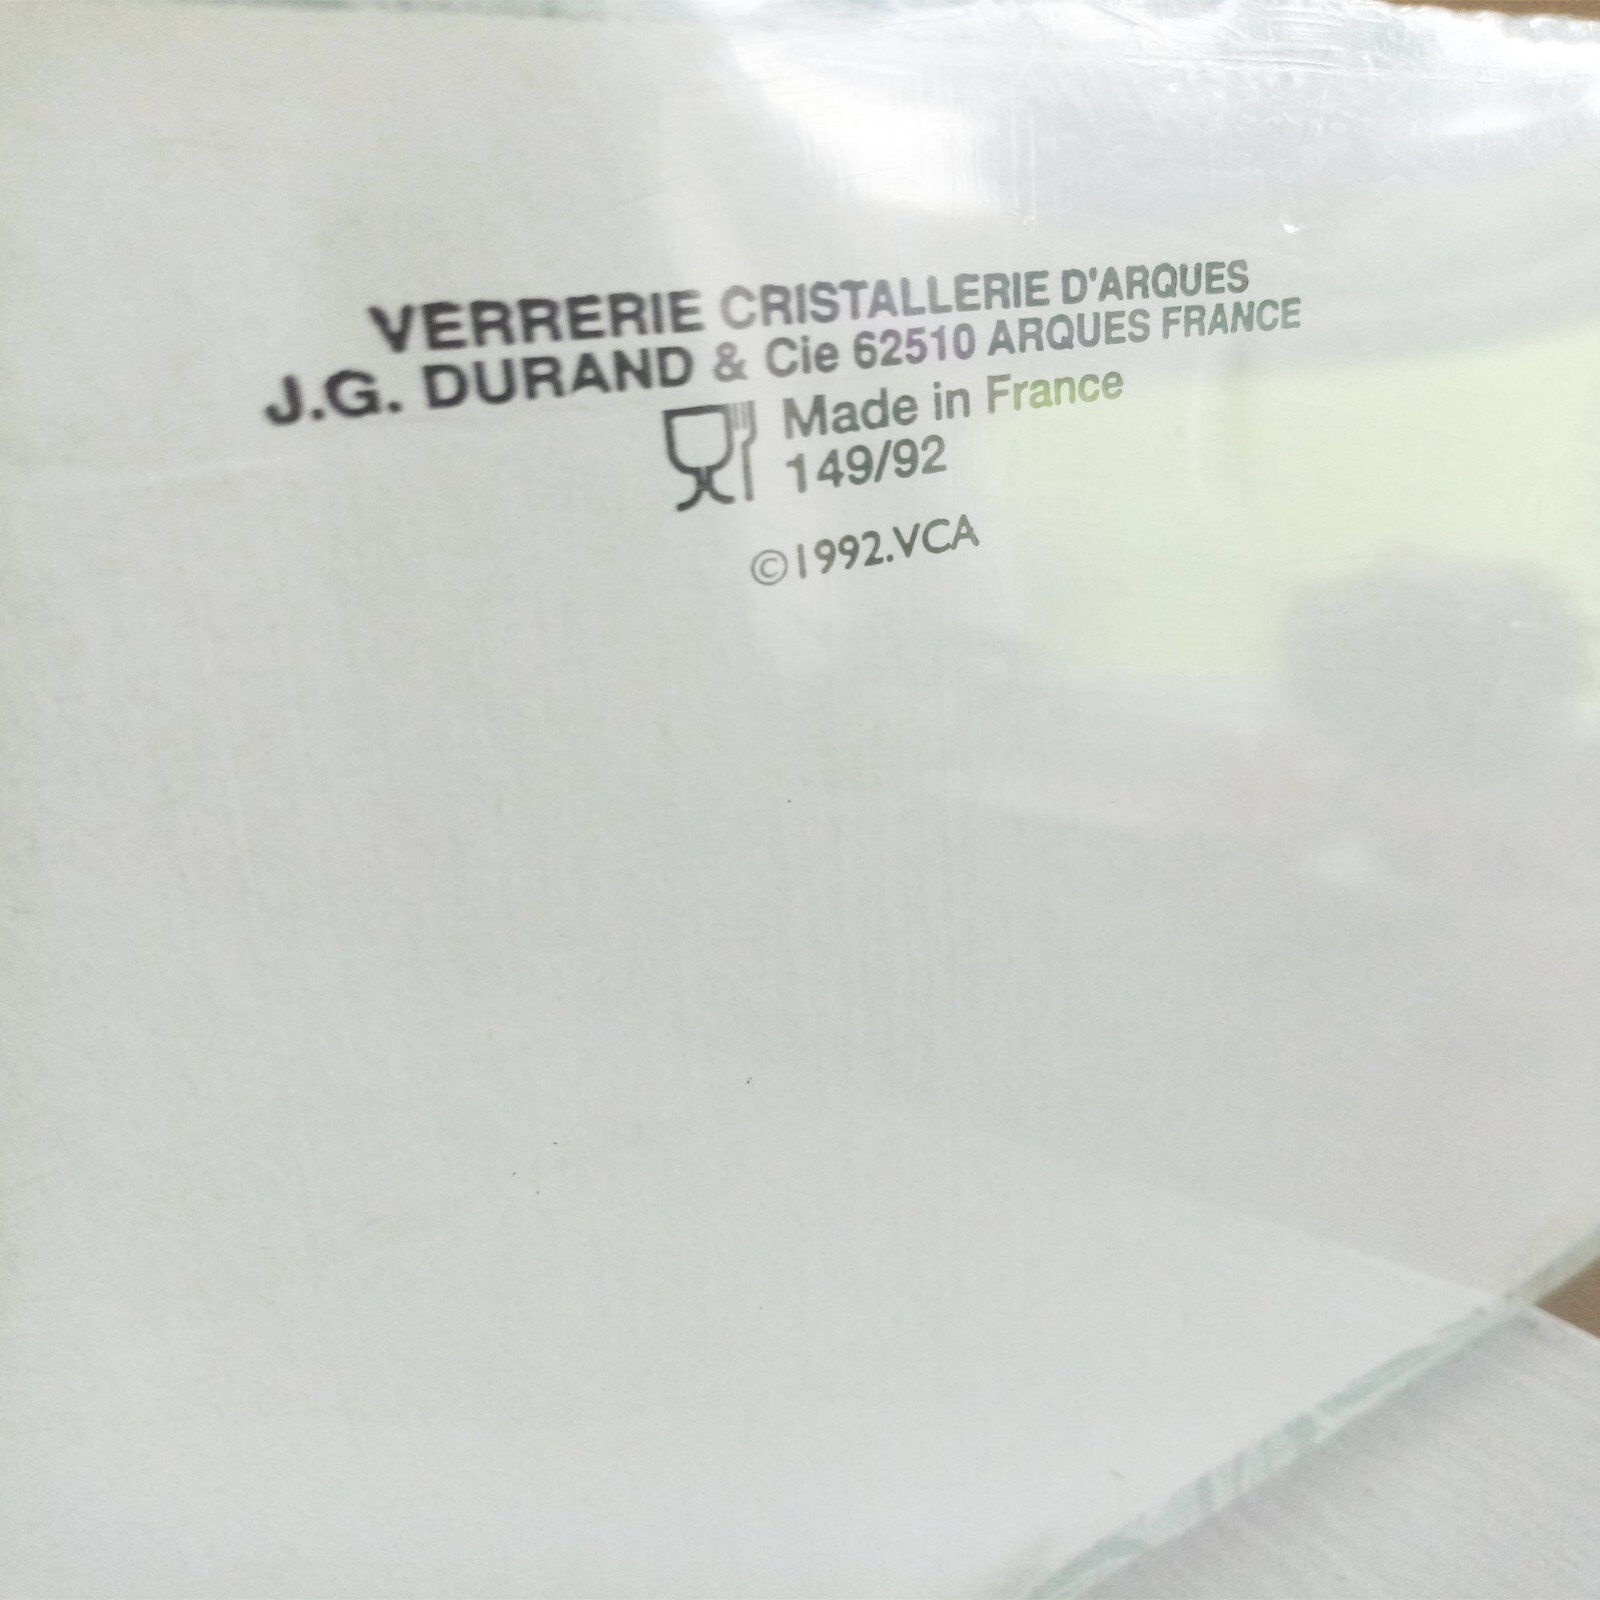 VERRERIE CRISTALLERIE D'ARQUES
J.G. DURAND & Cie 62510 ARQUES FRANCE
Made in France
149/92
©1992.VCA